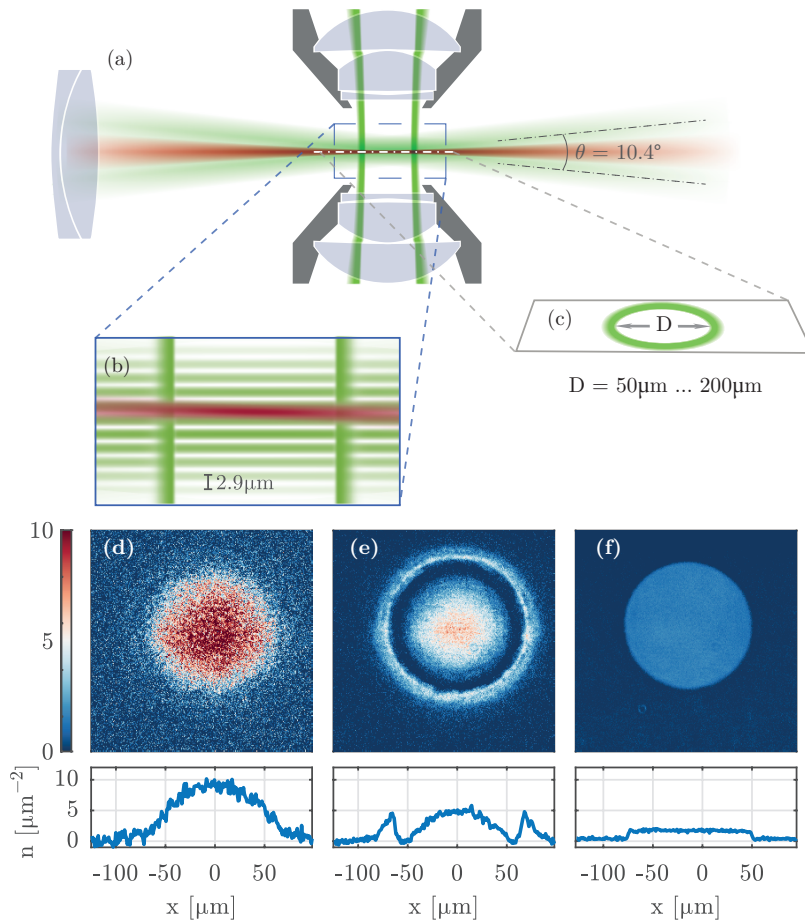 (a)
θ = 10.4°
(c)
D
D = 50µm ... 200µm
(b)
2.9µm
10
5
0
(d)
(e)
(f)
n [µm⁻²]
10
5
0
-100 -50 0 50
-100 -50 0 50
-100 -50 0 50
x [µm]
x [µm]
x [µm]